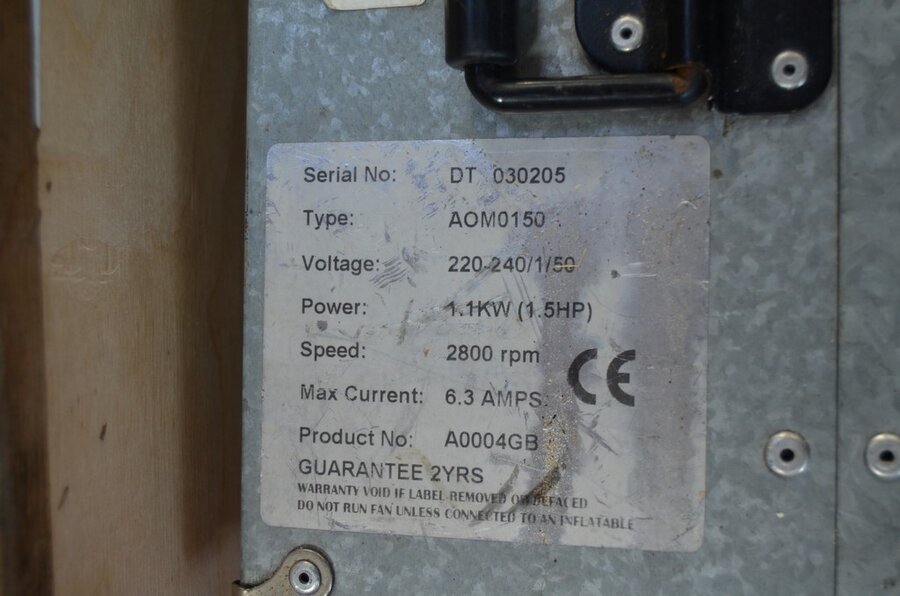 Serial No: DT 030205
Type: AOM0150
Voltage: 220-240/1/50
Power: 1.1KW (1.5HP)
Speed: 2800 rpm
CE
Max Current: 6.3 AMPS
Product No: A0004GB
GUARANTEE 2YRS
WARRANTY VOID IF LABEL REMOVED OR DEFACED
DO NOT RUN FAN UNLESS CONNECTED TO AN INFLATABLE